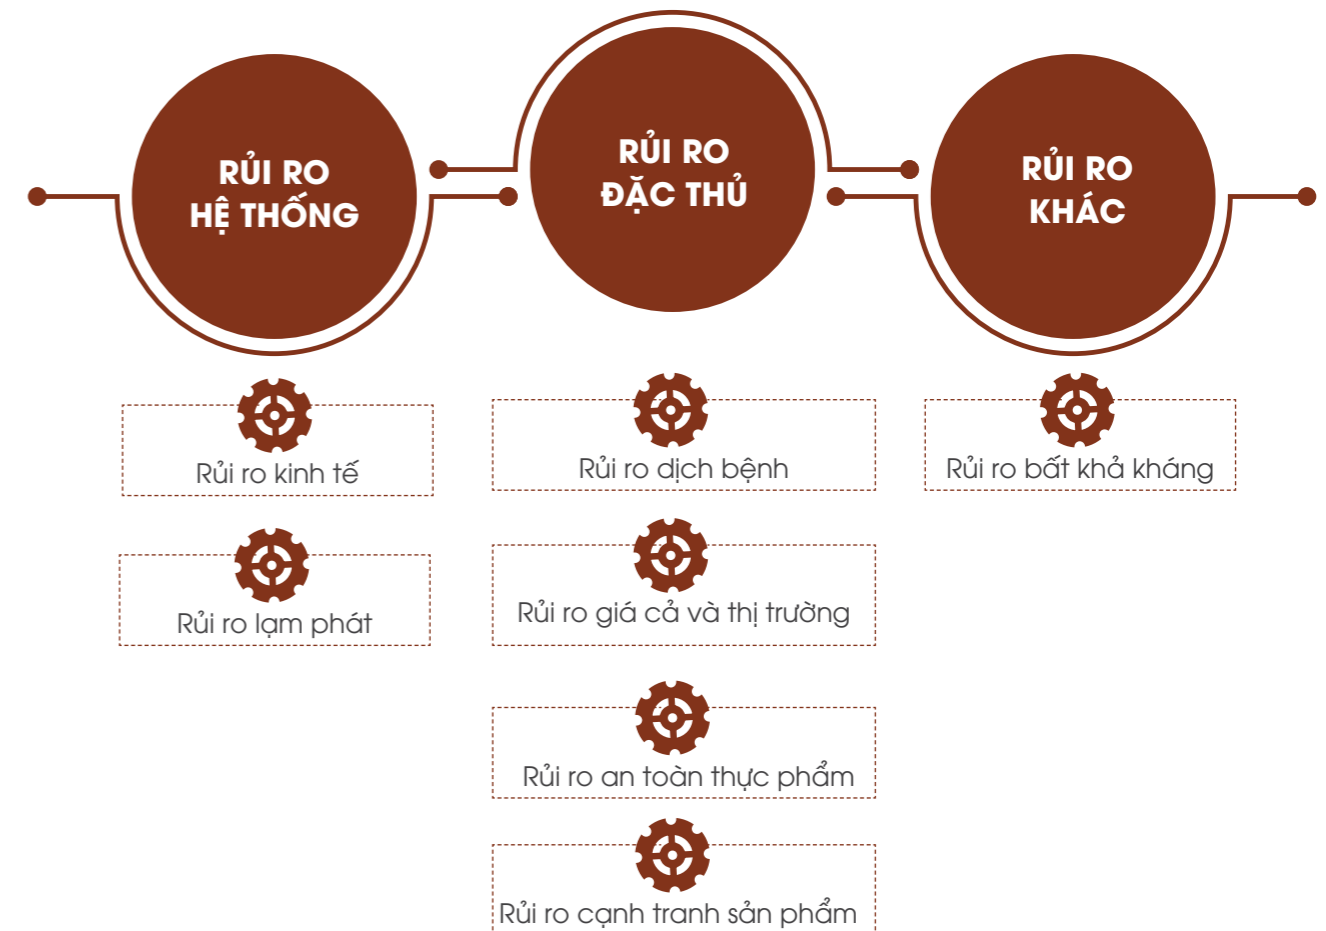 RỦI RO
HỆ THỐNG
RỦI RO
ĐẶC THỦ
RỦI RO
KHÁC
Rủi ro kinh tế
Rủi ro lạm phát
Rủi ro dịch bệnh
Rủi ro giá cả và thị trường
Rủi ro an toàn thực phẩm
Rủi ro cạnh tranh sản phẩm
Rủi ro bất khả kháng